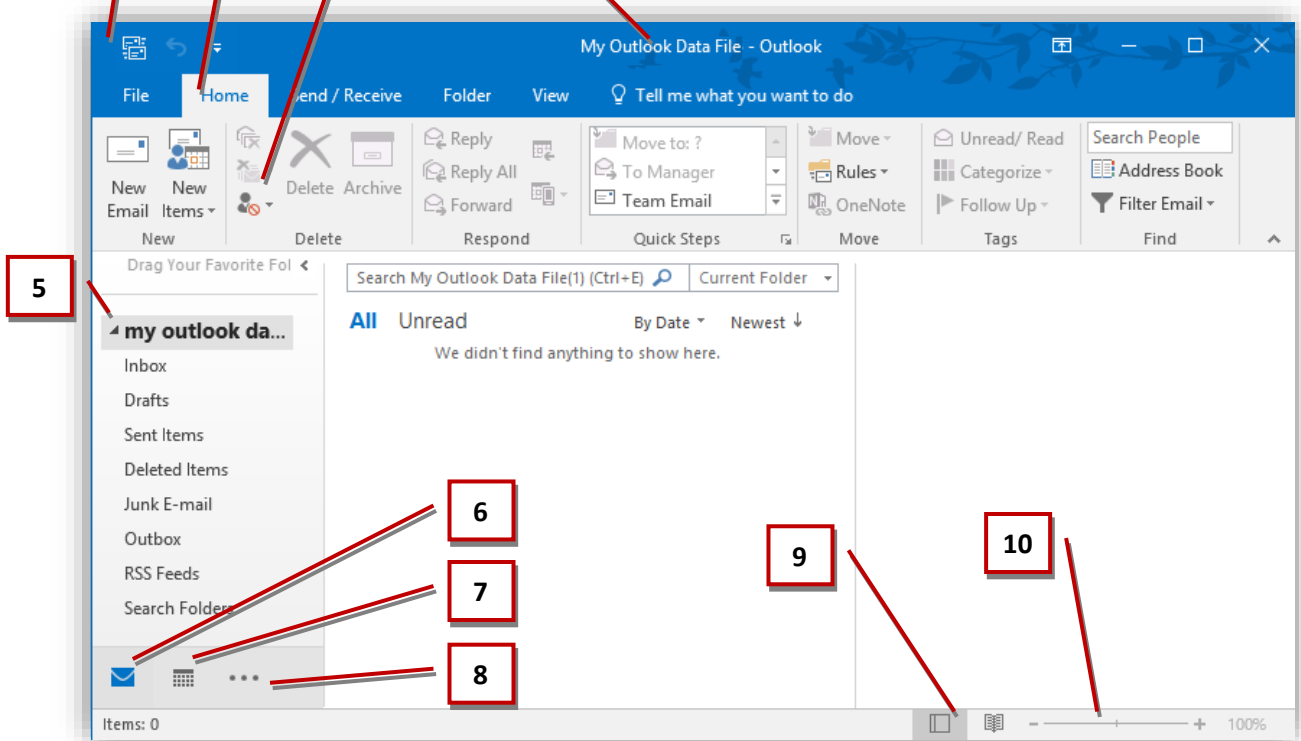 My Outlook Data File - Outlook
File Home Send / Receive Folder View Tell me what you want to do
New Email
New Items
Delete
Archive
Reply
Reply All
Forward
Move to: ?
To Manager
Team Email
Move
Rules
OneNote
Unread/ Read
Categorize
Follow Up
Search People
Address Book
Filter Email
New Delete Respond Quick Steps Move Tags Find
Drag Your Favorite Fol
Search My Outlook Data File(1) (Ctrl+E) Current Folder
5
my outlook da...
All Unread By Date Newest
We didn't find anything to show here.
Inbox
Drafts
Sent Items
Deleted Items
Junk E-mail
Outbox
RSS Feeds
Search Folders
6
7
8
9
10
Items: 0
100%